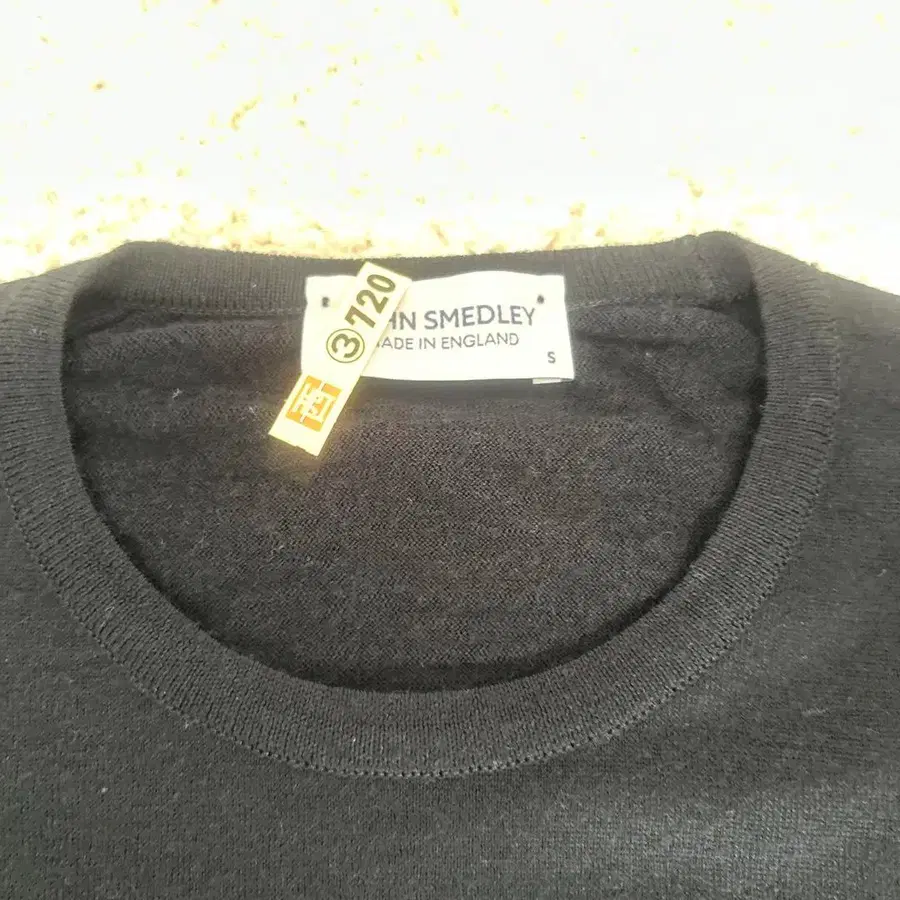 ③720
HN SMEDLEY
ADE IN ENGLAND
S